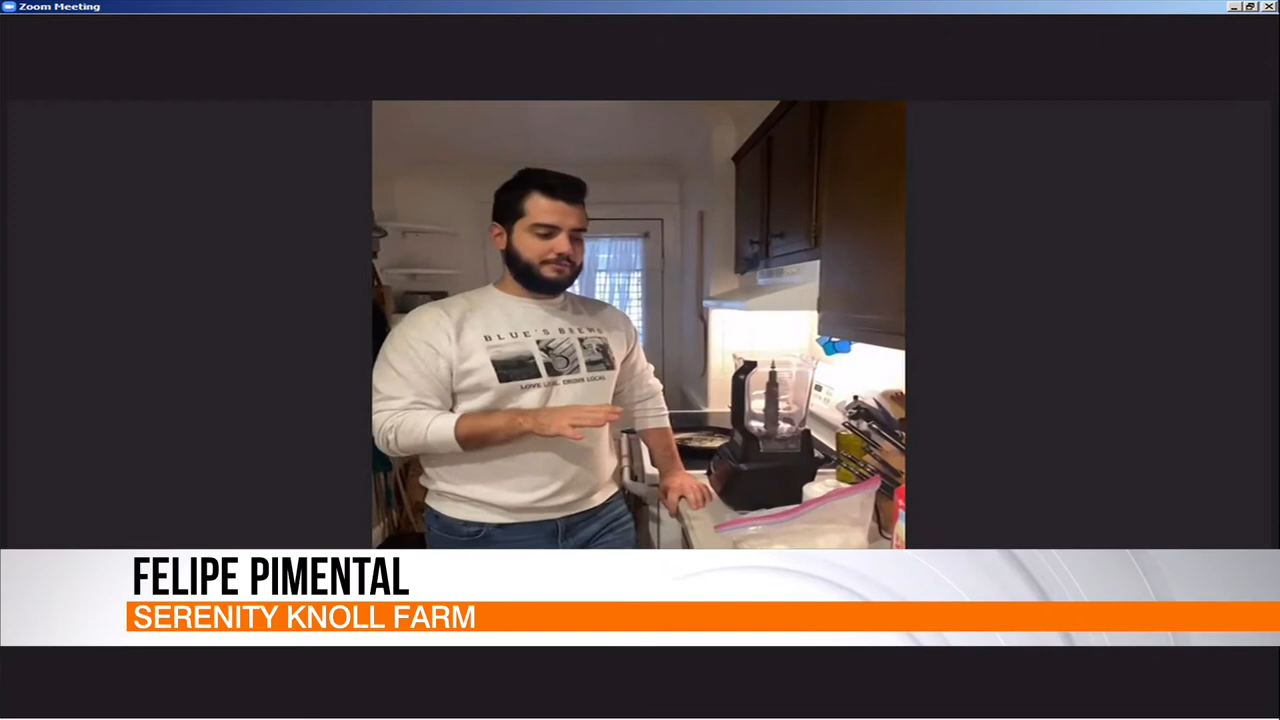 Zoom Meeting
BLUE'S BREWS
LOVE LOCAL. DRINK LOCAL.
FELIPE PIMENTAL
SERENITY KNOLL FARM